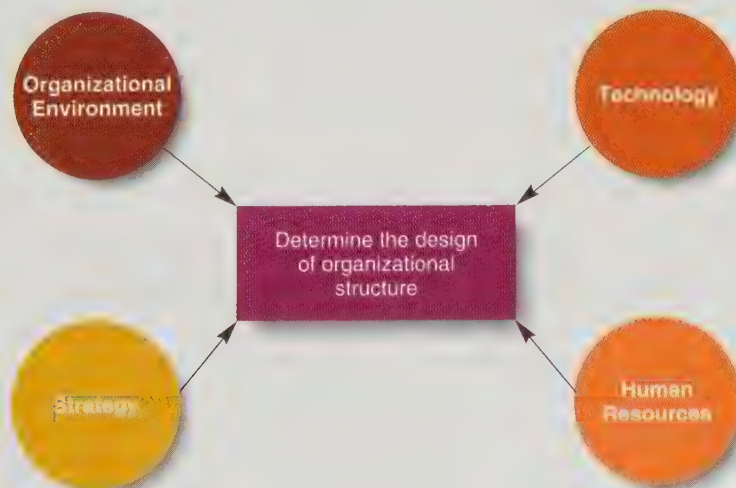 Organizational
Environment
Technology
Determine the design
of organizational
structure
Strategy
Human
Resources